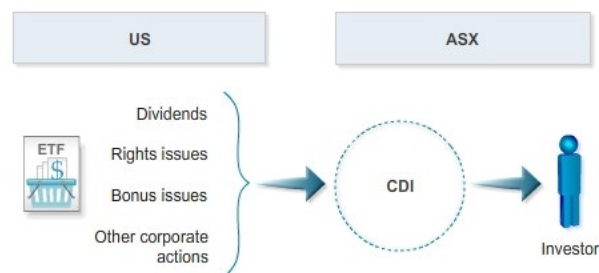 US
ASX
ETF
$
Dividends
Rights issues
Bonus issues
Other corporate
actions
CDI
Investor